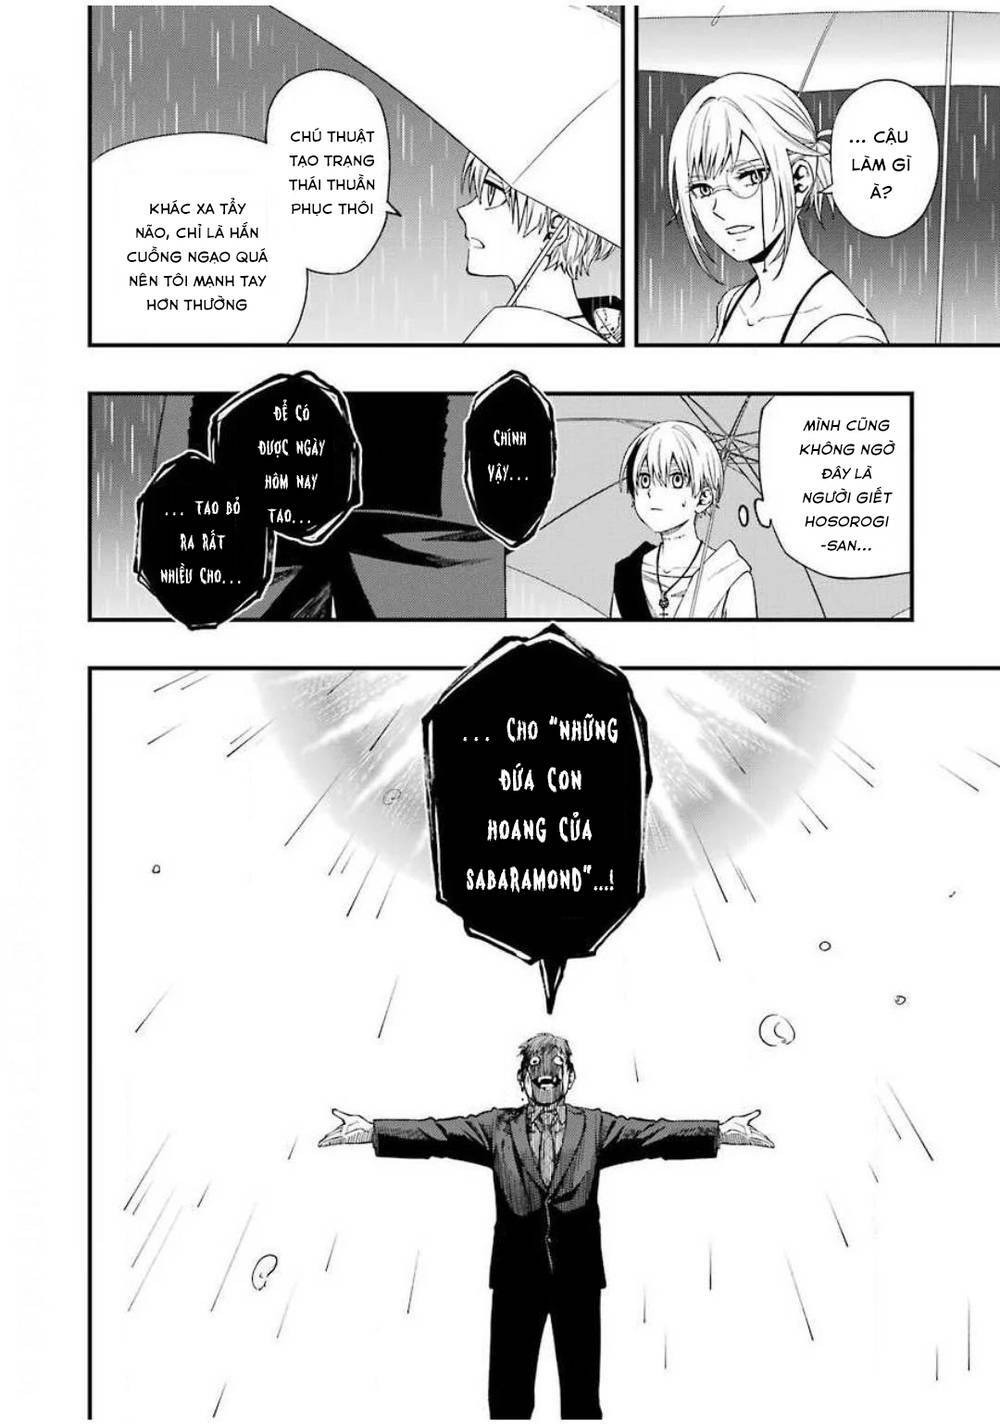 ... CẬU
LÀM GÌ
À?
CHÚ THUẬT
TẠO TRẠNG
THÁI THUẦN
PHỤC THÔI
KHÁC XA TẨY
NÃO, CHỈ LÀ HẮN
CUỒNG NGẠO QUÁ
NÊN TÔI MẠNH TAY
HƠN THƯỜNG
MÌNH CŨNG
KHÔNG NGỜ
ĐÂY LÀ
NGƯỜI GIẾT
HOSOROGI
-SAN...
CHÍNH
VẬY...
ĐỂ CÓ
ĐƯỢC NGÀY
HÔM NAY
TAO...
... TAO BỎ
RA RẤT
NHIỀU CHO...
... CHO "NHỮNG
ĐỨA CON
HOANG CỦA
SABARAMOND"...!